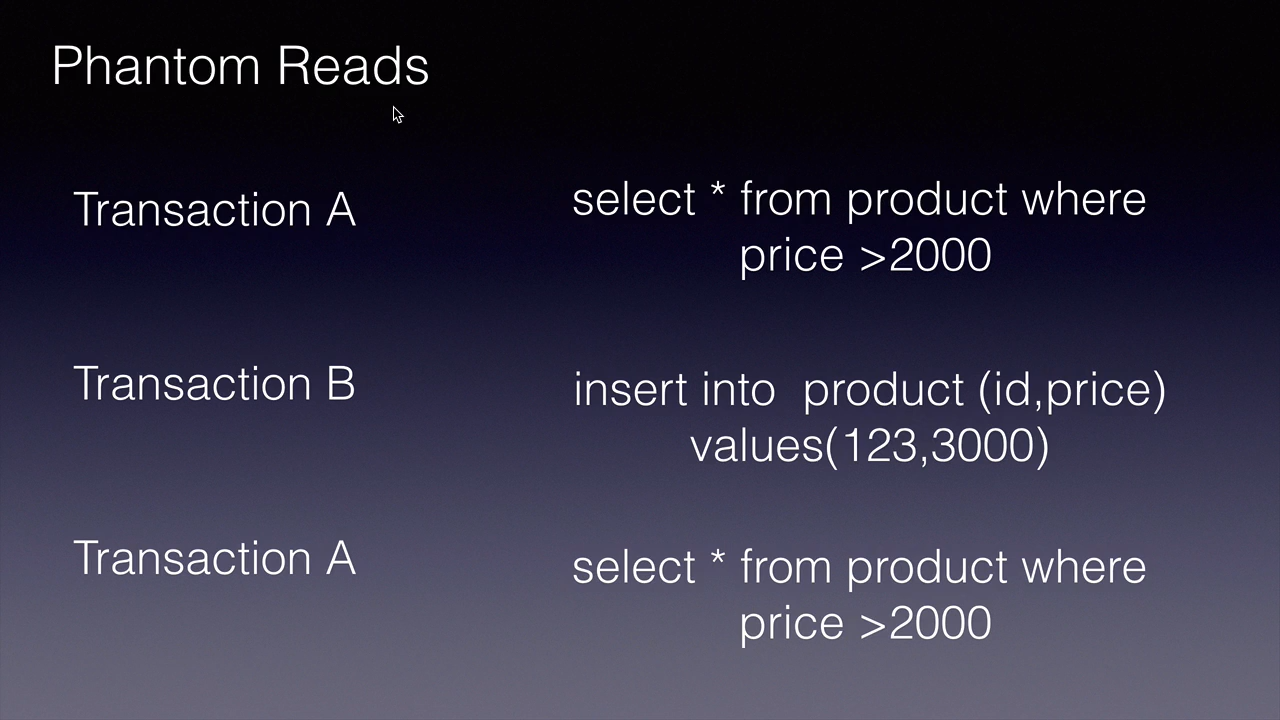 Phantom Reads
Transaction A
select * from product where
price >2000
Transaction B
insert into  product (id,price)
values(123,3000)
Transaction A
select * from product where
price >2000